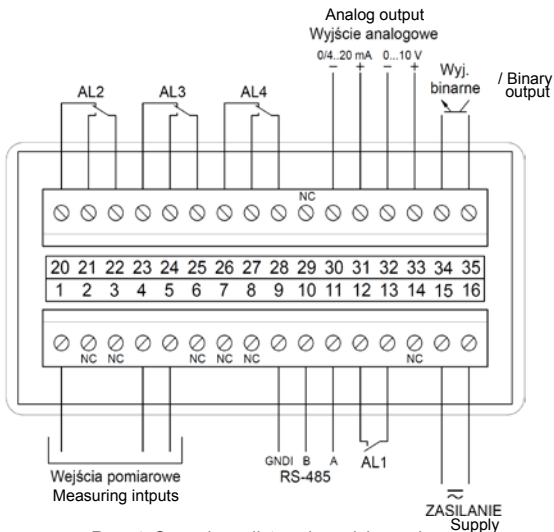 Analog output
Wyjście analogowe
0/4..20 mA 0...10 V
− + − +
Wyj.
binarne
/ Binary
output
AL2 AL3 AL4
NC
20 21 22 23 24 25 26 27 28 29 30 31 32 33 34 35
1 2 3 4 5 6 7 8 9 10 11 12 13 14 15 16
NC NC NC NC NC NC
Wejścia pomiarowe
Measuring intputs
GNDI B A
RS-485
AL1
ZASILANIE
Supply